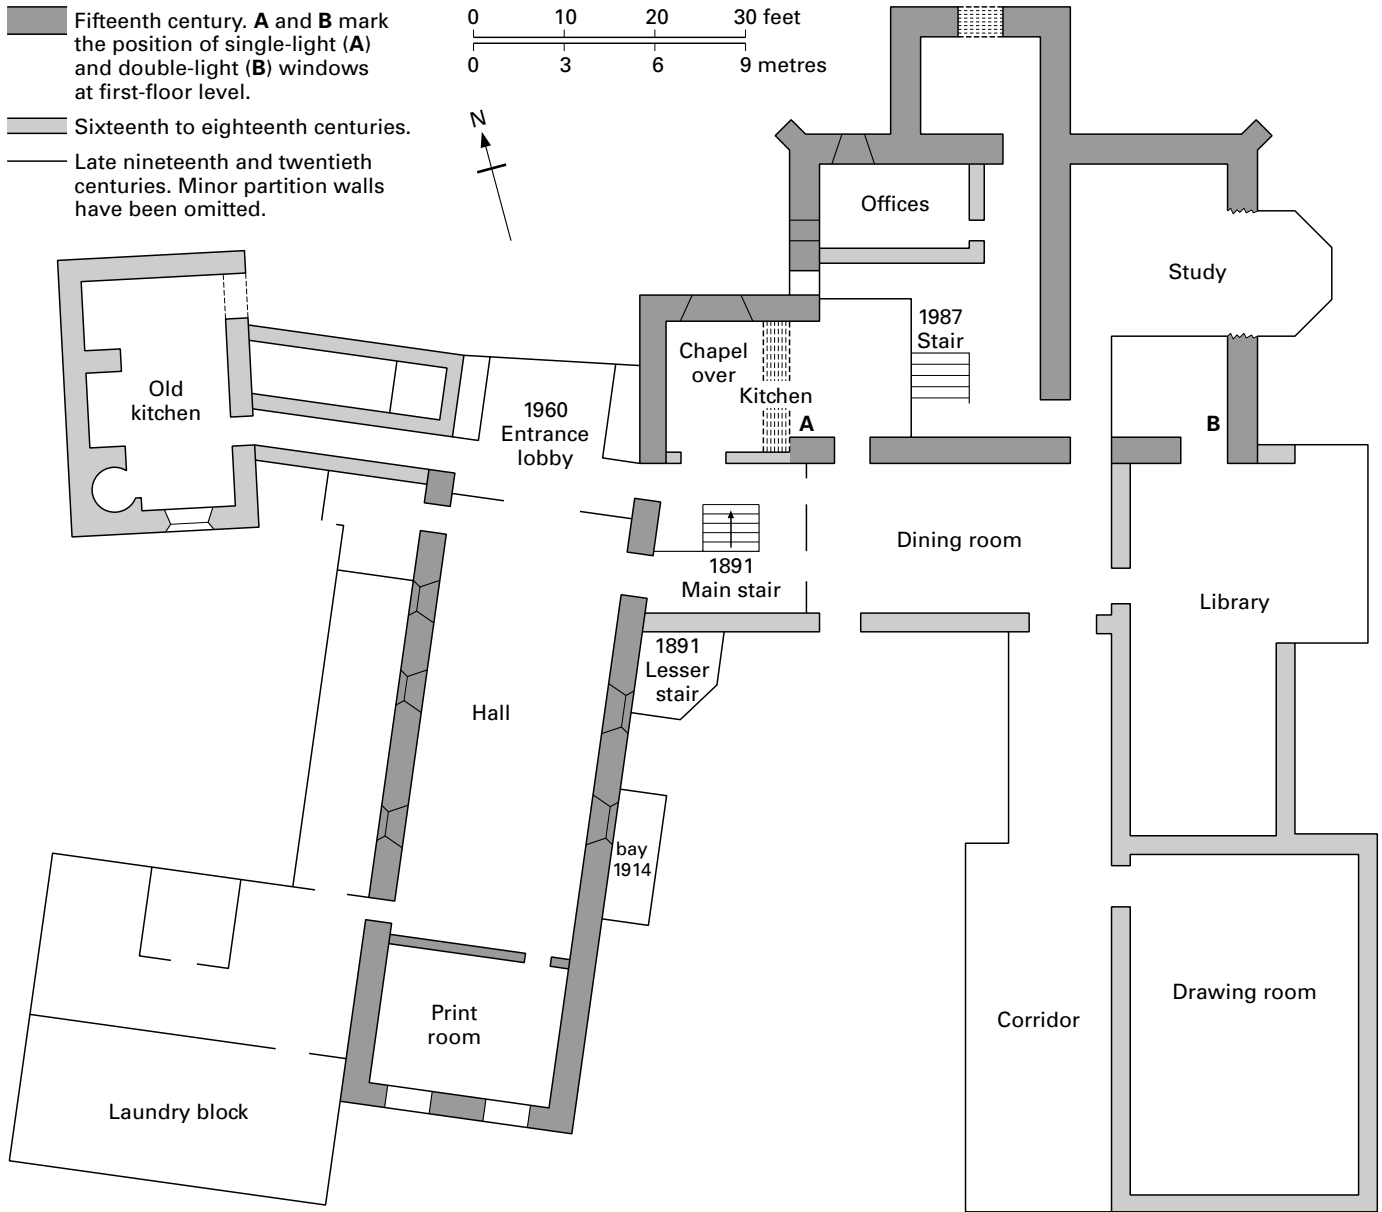 Fifteenth century. A and B mark
the position of single-light (A)
and double-light (B) windows
at first-floor level.
Sixteenth to eighteenth centuries.
Late nineteenth and twentieth
centuries. Minor partition walls
have been omitted.
0 10 20 30 feet
0 3 6 9 metres
N
Offices
Study
1987
Stair
Chapel
over
Kitchen
A
B
Old
kitchen
1960
Entrance
lobby
1891
Main stair
Dining room
Library
1891
Lesser
stair
Hall
bay
1914
Print
room
Corridor
Drawing room
Laundry block